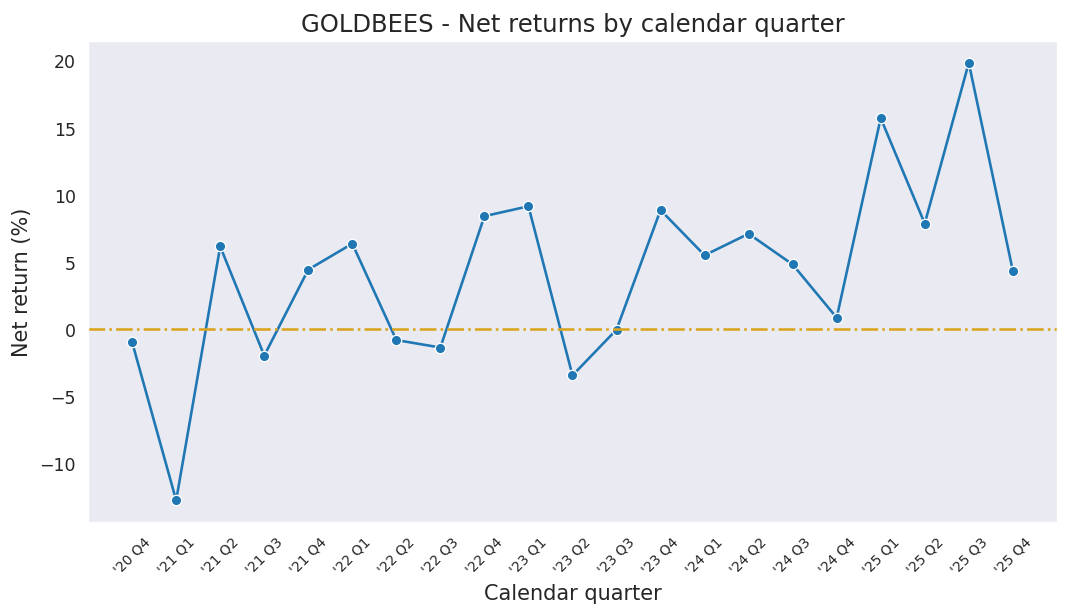 GOLDBEES - Net returns by calendar quarter
20
15
10
5
0
−5
−10
Net return (%)
'20 Q4
'21 Q1
'21 Q2
'21 Q3
'21 Q4
'22 Q1
'22 Q2
'22 Q3
'22 Q4
'23 Q1
'23 Q2
'23 Q3
'23 Q4
'24 Q1
'24 Q2
'24 Q3
'24 Q4
'25 Q1
'25 Q2
'25 Q3
'25 Q4
Calendar quarter